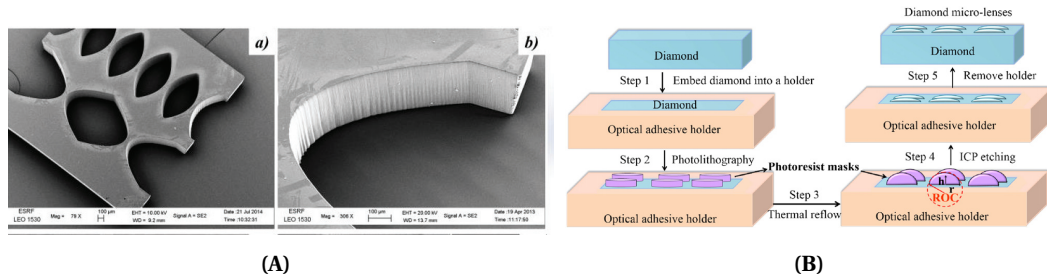 a)
ESRF
LEO 1530
Mag = 79 X
100 µm
EHT = 10.00 kV
WD = 9.2 mm
Signal A = SE2
Date :21 Jul 2014
Time :10:32:03
b)
ESRF
LEO 1530
Mag = 306 X
100 µm
EHT = 20.00 kV
WD = 13.7 mm
Signal A = SE2
Date :19 Apr 2013
Time :11:17:50
(A)
Diamond
Step 1
Embed diamond into a holder
Diamond
Optical adhesive holder
Step 2
Photolithography
Photoresist masks
Optical adhesive holder
Step 3
Thermal reflow
Diamond micro-lenses
Diamond
Step 5
Remove holder
Optical adhesive holder
Step 4
ICP etching
h
r
ROC
Optical adhesive holder
(B)